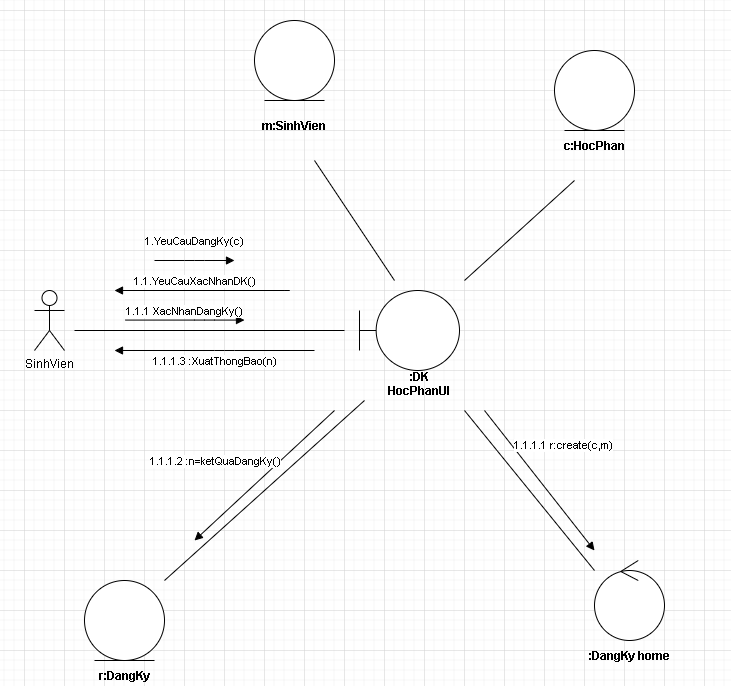 m:SinhVien
c:HocPhan
1.YeuCauDangKy(c)
1.1.YeuCauXacNhanDK()
1.1.1 XacNhanDangKy()
SinhVien
1.1.1.3 :XuatThongBao(n)
:DK
HocPhanUI
1.1.1.1 r:create(c,m)
1.1.1.2 :n=ketQuaDangKy()
:DangKy home
r:DangKy